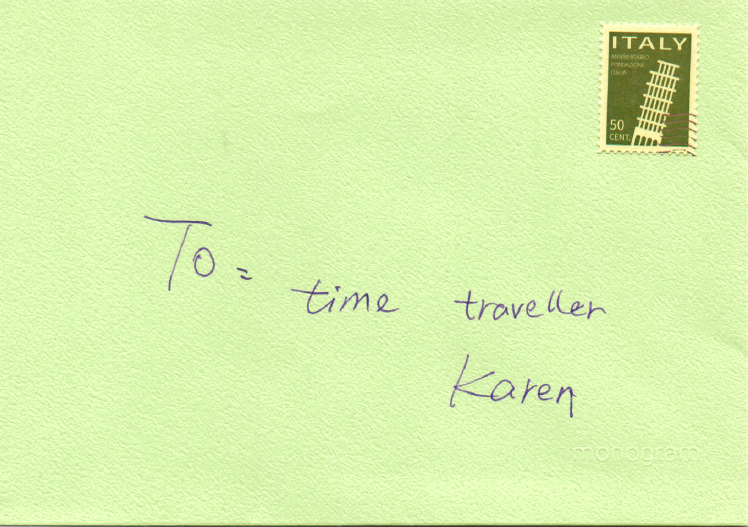 ITALY
ANNIVERSARIO
FONDAZIONE
ITALIA
50
CENT.
To = time traveller
Karen
monogram